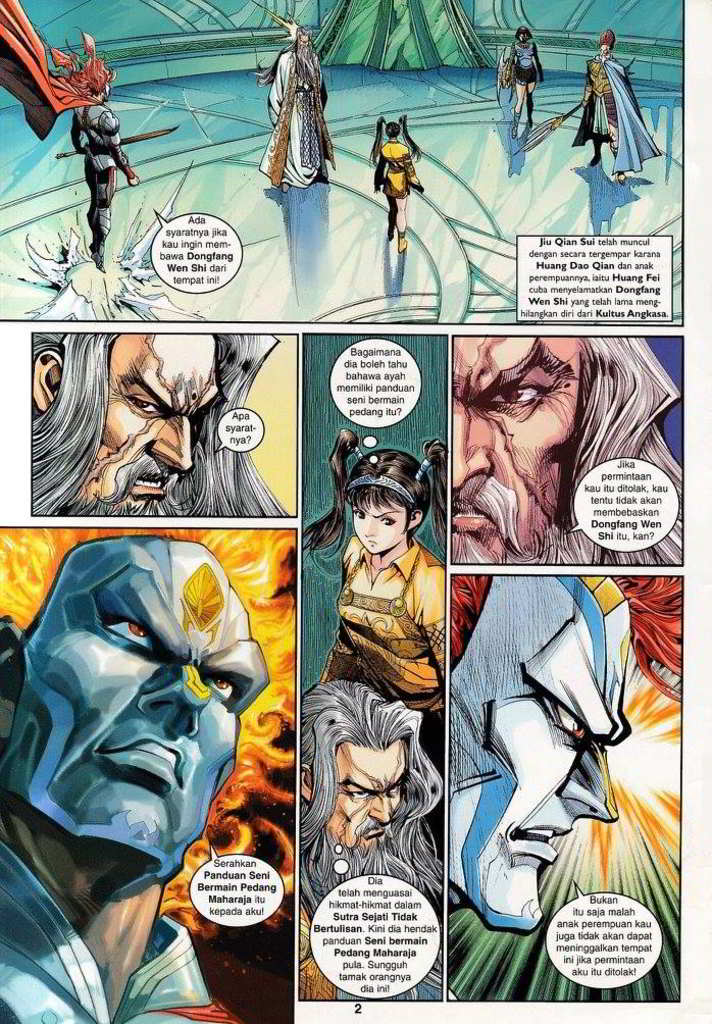 Ada
syaratnya jika
kau ingin mem-
bawa Dongfang
Wen Shi dari
tempat ini!
Jiu Qian Sui telah muncul
dengan secara tergempar karana
Huang Dao Qian dan anak
perempuannya, iaitu Huang Fei
cuba menyelamatkan Dongfang
Wen Shi yang telah lama meng-
hilangkan diri dari Kultus Angkasa.
Apa
syarat-
nya?
Bagaimana
dia boleh tahu
bahawa ayah
memiliki panduan
seni bermain
pedang itu?
Jika
permintaan
kau itu ditolak, kau
tentu tidak akan
membebaskan
Dongfang Wen
Shi itu, kan?
Serahkan
Panduan Seni
Bermain Pedang
Maharaja itu
kepada aku!
Dia
telah menguasai
hikmat-hikmat dalam
Sutra Sejati Tidak
Bertulisan. Kini dia hendak
panduan Seni bermain
Pedang Maharaja
pula. Sungguh
tamak orangnya
dia ini!
Bukan
itu saja malah
anak perempuan kau
juga tidak akan dapat
meninggalkan tempat
ini jika permintaan
aku itu ditolak!
2